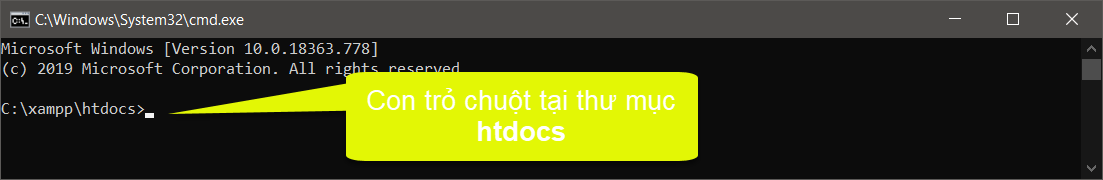 C:\Windows\System32\cmd.exe
Microsoft Windows [Version 10.0.18363.778]
(c) 2019 Microsoft Corporation. All rights reserved
C:\xampp\htdocs>
Con trỏ chuột tại thư mục
htdocs